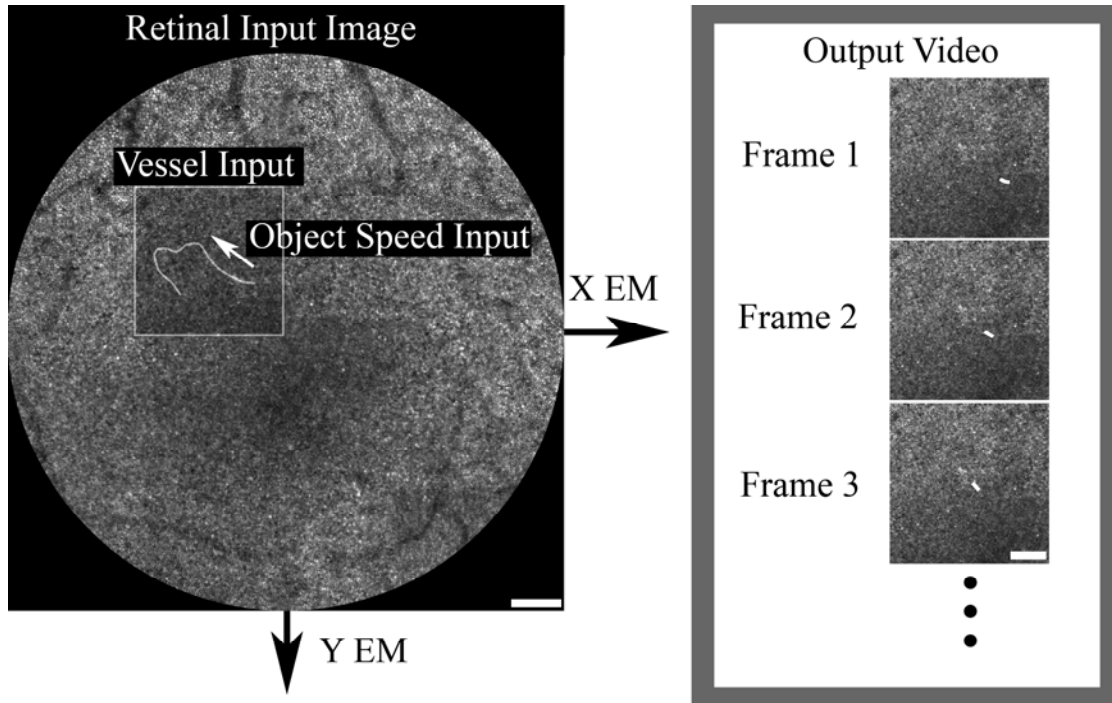 Retinal Input Image
Vessel Input
Object Speed Input
X EM
Y EM
Output Video
Frame 1
Frame 2
Frame 3